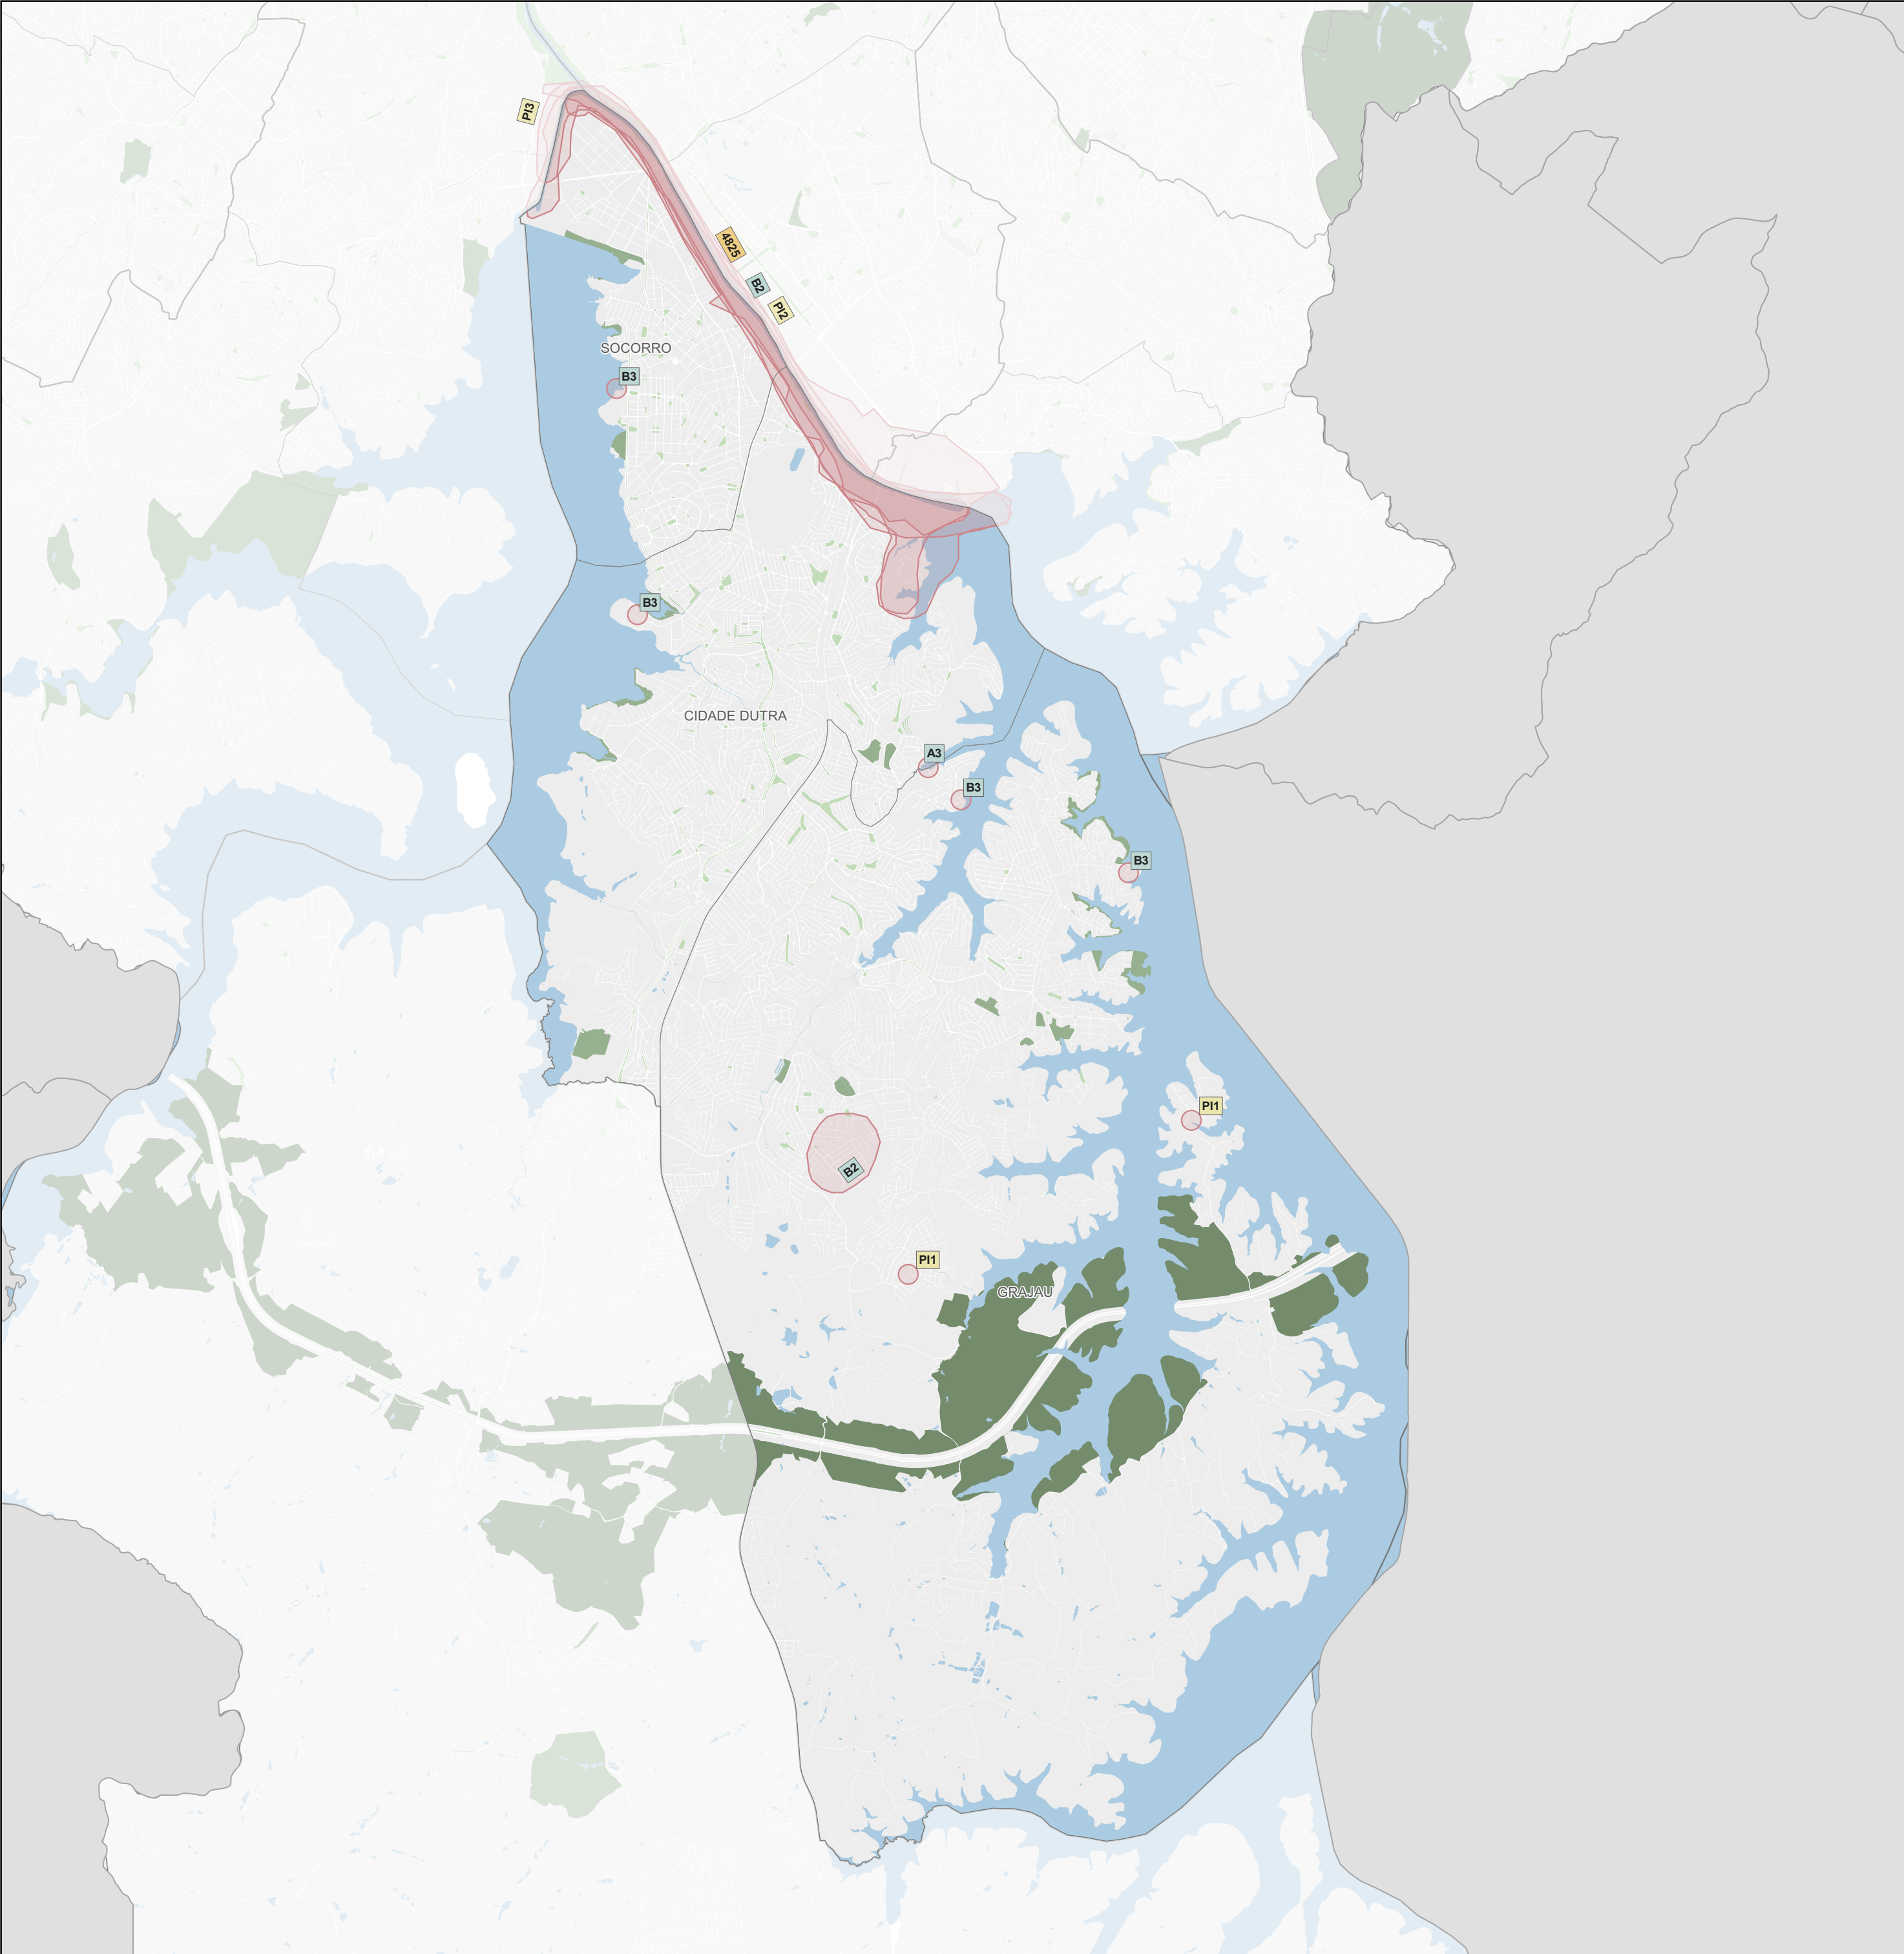 PI3
4825
B2
PI2
SOCORRO
B3
B3
CIDADE DUTRA
A3
B3
B3
PI1
B2
PI1
GRAJAU